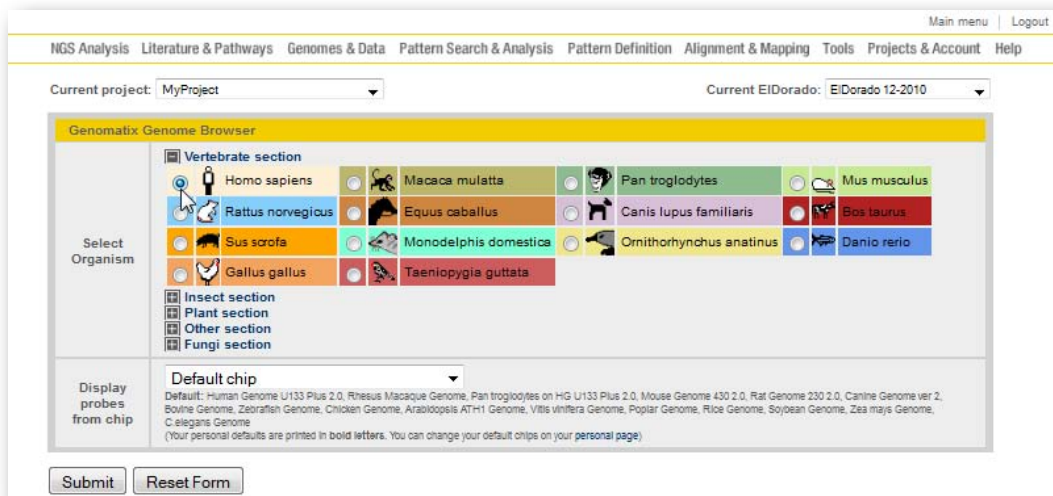 Main menu | Logout
NGS Analysis Literature & Pathways Genomes & Data Pattern Search & Analysis Pattern Definition Alignment & Mapping Tools Projects & Account Help
Current project: MyProject Current ElDorado: ElDorado 12-2010
Genomatix Genome Browser
Select Organism
Vertebrate section
Homo sapiens Macaca mulatta Pan troglodytes Mus musculus
Rattus norvegicus Equus caballus Canis lupus familiaris Bos taurus
Sus scrofa Monodelphis domestica Ornithorhynchus anatinus Danio rerio
Gallus gallus Taeniopygia guttata
Insect section
Plant section
Other section
Fungi section
Display probes from chip
Default chip
Default: Human Genome U133 Plus 2.0, Rhesus Macaque Genome, Pan troglodytes on HG U133 Plus 2.0, Mouse Genome 430 2.0, Rat Genome 230 2.0, Canine Genome ver 2,
Bovine Genome, Zebrafish Genome, Chicken Genome, Arabidopsis ATH1 Genome, Vitis vinifera Genome, Poplar Genome, Rice Genome, Soybean Genome, Zea mays Genome,
C.elegans Genome
(Your personal defaults are printed in bold letters. You can change your default chips on your personal page)
Submit Reset Form